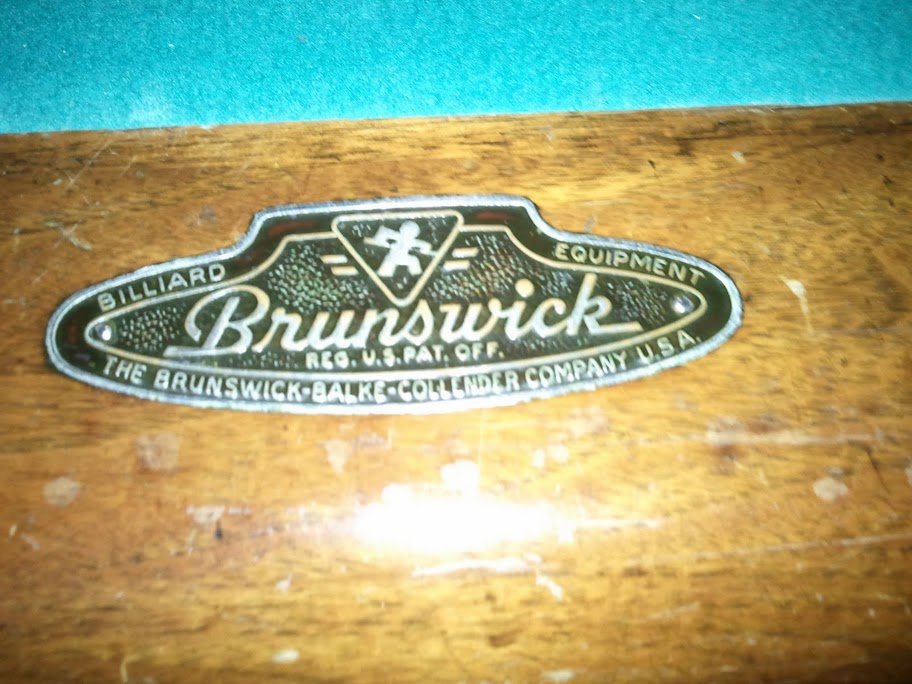 BILLIARD EQUIPMENT
Brunswick
REG. U.S. PAT. OFF.
THE BRUNSWICK-BALKE-COLLENDER COMPANY U.S.A.